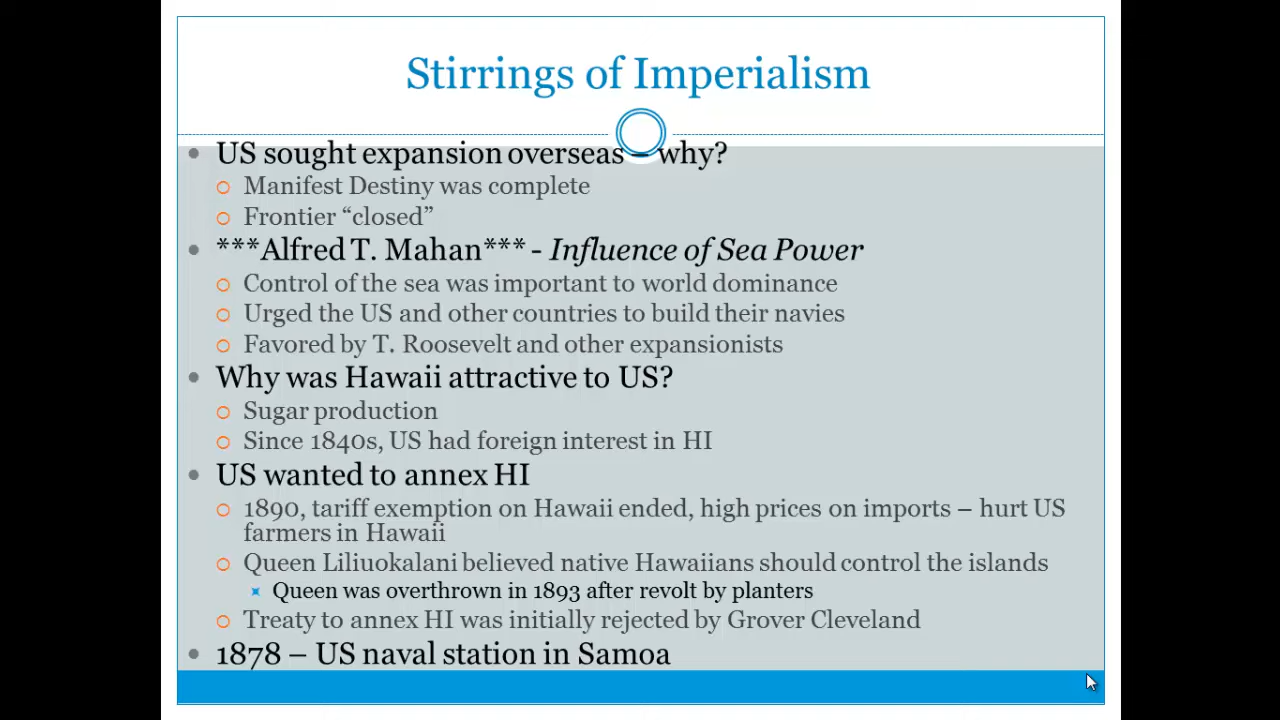 Stirrings of Imperialism
US sought expansion overseas – why?
Manifest Destiny was complete
Frontier “closed”
***Alfred T. Mahan*** - Influence of Sea Power
Control of the sea was important to world dominance
Urged the US and other countries to build their navies
Favored by T. Roosevelt and other expansionists
Why was Hawaii attractive to US?
Sugar production
Since 1840s, US had foreign interest in HI
US wanted to annex HI
1890, tariff exemption on Hawaii ended, high prices on imports – hurt US
farmers in Hawaii
Queen Liliuokalani believed native Hawaiians should control the islands
Queen was overthrown in 1893 after revolt by planters
Treaty to annex HI was initially rejected by Grover Cleveland
1878 – US naval station in Samoa